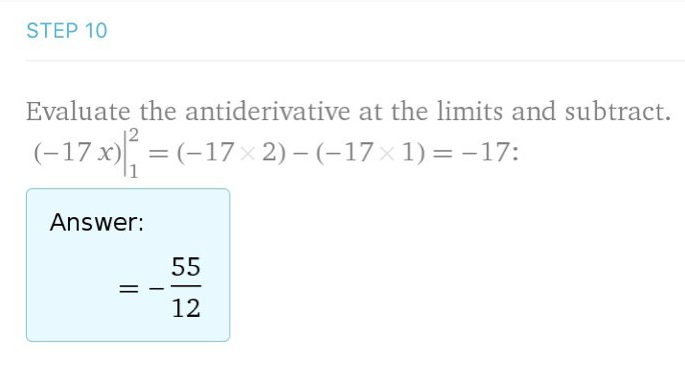 STEP 10
Evaluate the antiderivative at the limits and subtract.
(−17 x)|₁² = (−17 × 2) − (−17 × 1) = −17:
Answer:
= − 55/12